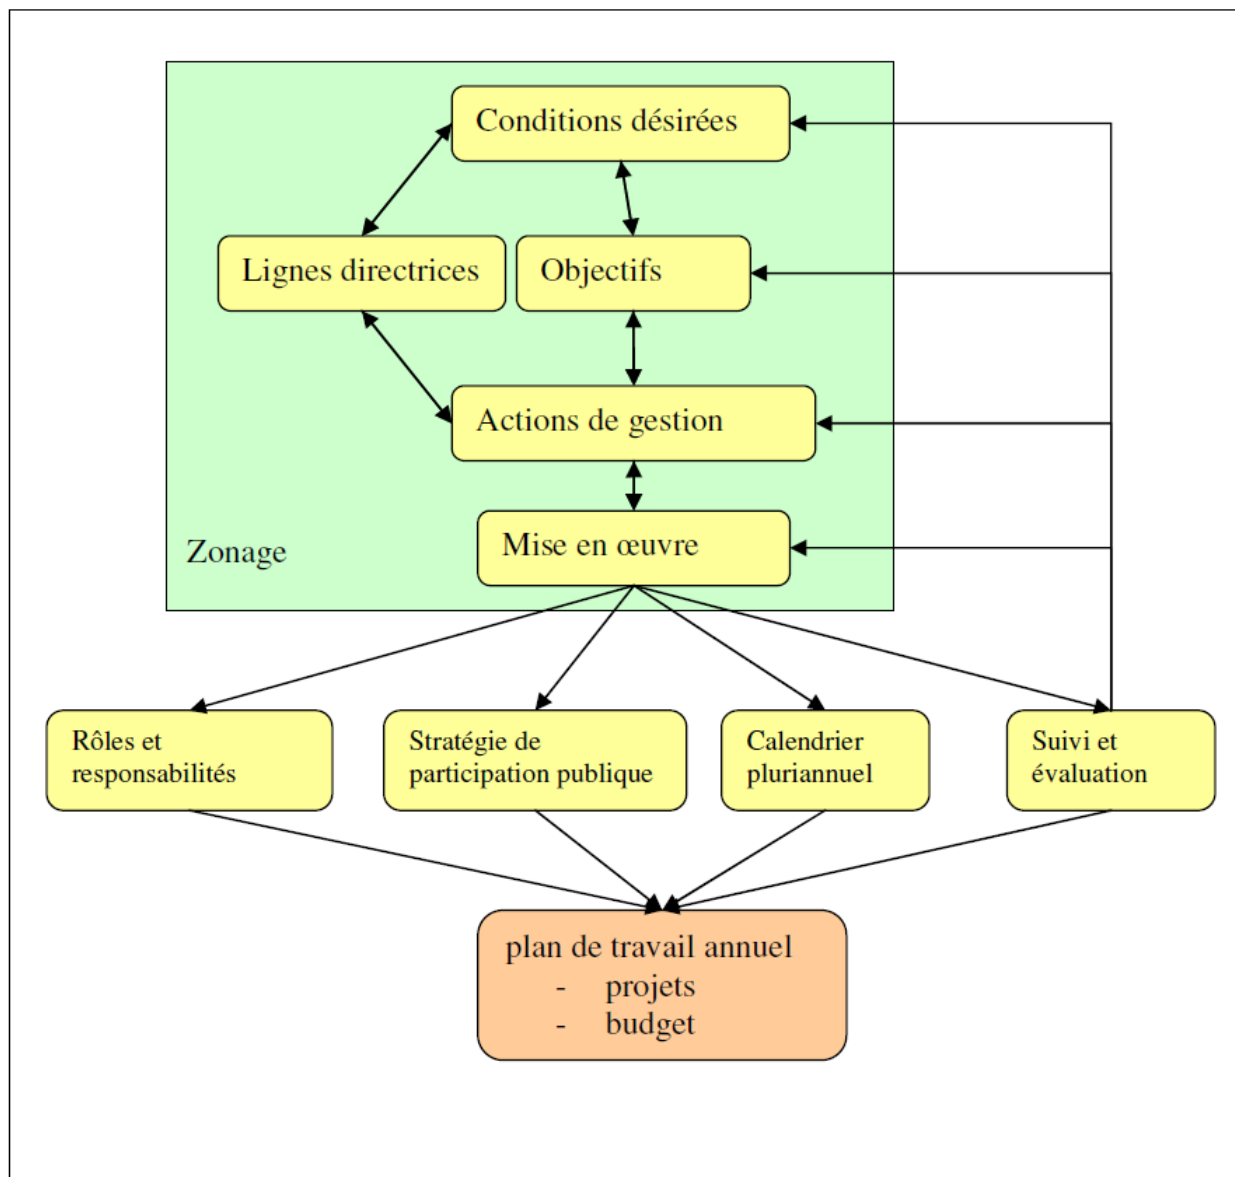 Conditions désirées
Lignes directrices
Objectifs
Actions de gestion
Mise en œuvre
Zonage
Rôles et
responsabilités
Stratégie de
participation publique
Calendrier
pluriannuel
Suivi et
évaluation
plan de travail annuel
- projets
- budget